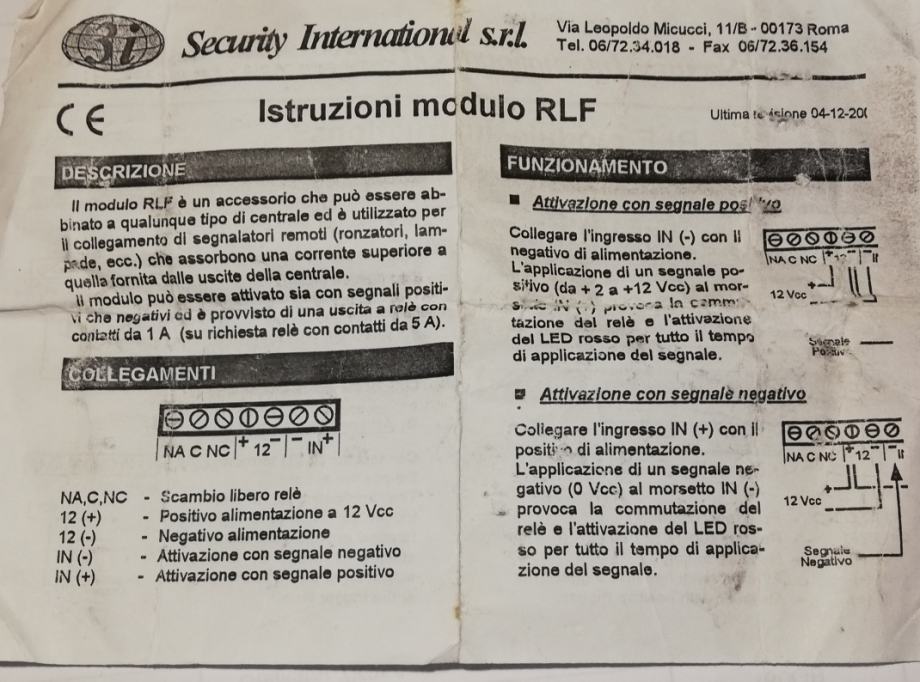 3i Security International s.r.l.
Via Leopoldo Micucci, 11/B - 00173 Roma
Tel. 06/72.34.018 - Fax 06/72.36.154
CE
Istruzioni modulo RLF
Ultima revisione 04-12-20
DESCRIZIONE
Il modulo RLF è un accessorio che può essere ab-
binato a qualunque tipo di centrale ed è utilizzato per
il collegamento di segnalatori remoti (ronzatori, lam-
pade, ecc.) che assorbono una corrente superiore a
quella fornita dalle uscite della centrale.
Il modulo può essere attivato sia con segnali positi-
vi che negativi ed è provvisto di una uscita a relè con
contatti da 1 A (su richiesta relè con contatti da 5 A).
COLLEGAMENTI
NA C NC + 12 - - IN +
NA,C,NC - Scambio libero relè
12 (+) - Positivo alimentazione a 12 Vcc
12 (-) - Negativo alimentazione
IN (-) - Attivazione con segnale negativo
IN (+) - Attivazione con segnale positivo
FUNZIONAMENTO
Attivazione con segnale positivo
Collegare l'ingresso IN (-) con il
negativo di alimentazione.
L'applicazione di un segnale po-
sitivo (da + 2 a +12 Vcc) al mor-
setto IN (+) provoca la commu-
tazione del relè e l'attivazione
del LED rosso per tutto il tempo
di applicazione del segnale.
NA C NC + 12 - I
+
12 Vcc -
Segnale
Positivo
Attivazione con segnale negativo
Collegare l'ingresso IN (+) con il
positivo di alimentazione.
L'applicazione di un segnale ne-
gativo (0 Vcc) al morsetto IN (-)
provoca la commutazione del
relè e l'attivazione del LED ros-
so per tutto il tempo di applica-
zione del segnale.
NA C NC + 12 - - I
+
12 Vcc -
Segnale
Negativo